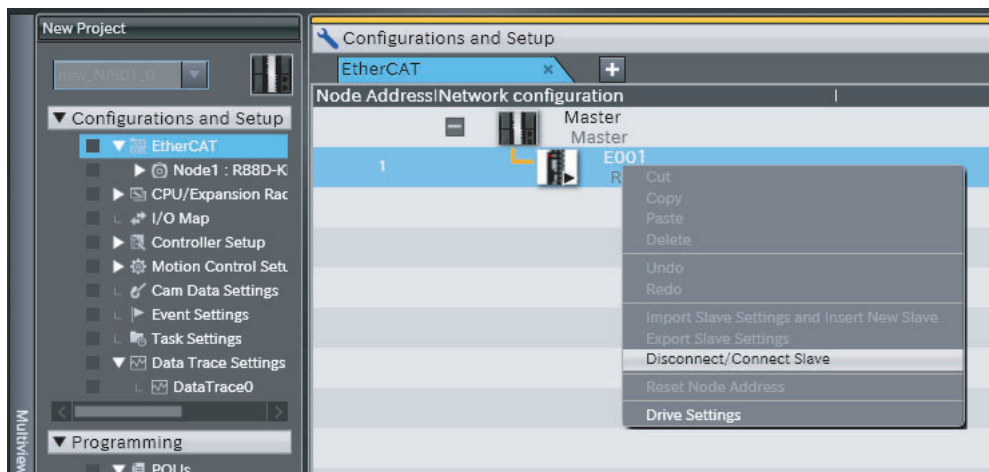 New Project
new_NJ501_0
Configurations and Setup
EtherCAT
Node1 : R88D-K
CPU/Expansion Rac
I/O Map
Controller Setup
Motion Control Setu
Cam Data Settings
Event Settings
Task Settings
Data Trace Settings
DataTrace0
Programming
POUs
Multiview
Configurations and Setup
EtherCAT
Node Address|Network configuration
Master
Master
1
E001
R
Cut
Copy
Paste
Delete
Undo
Redo
Import Slave Settings and Insert New Slave
Export Slave Settings
Disconnect/Connect Slave
Reset Node Address
Drive Settings